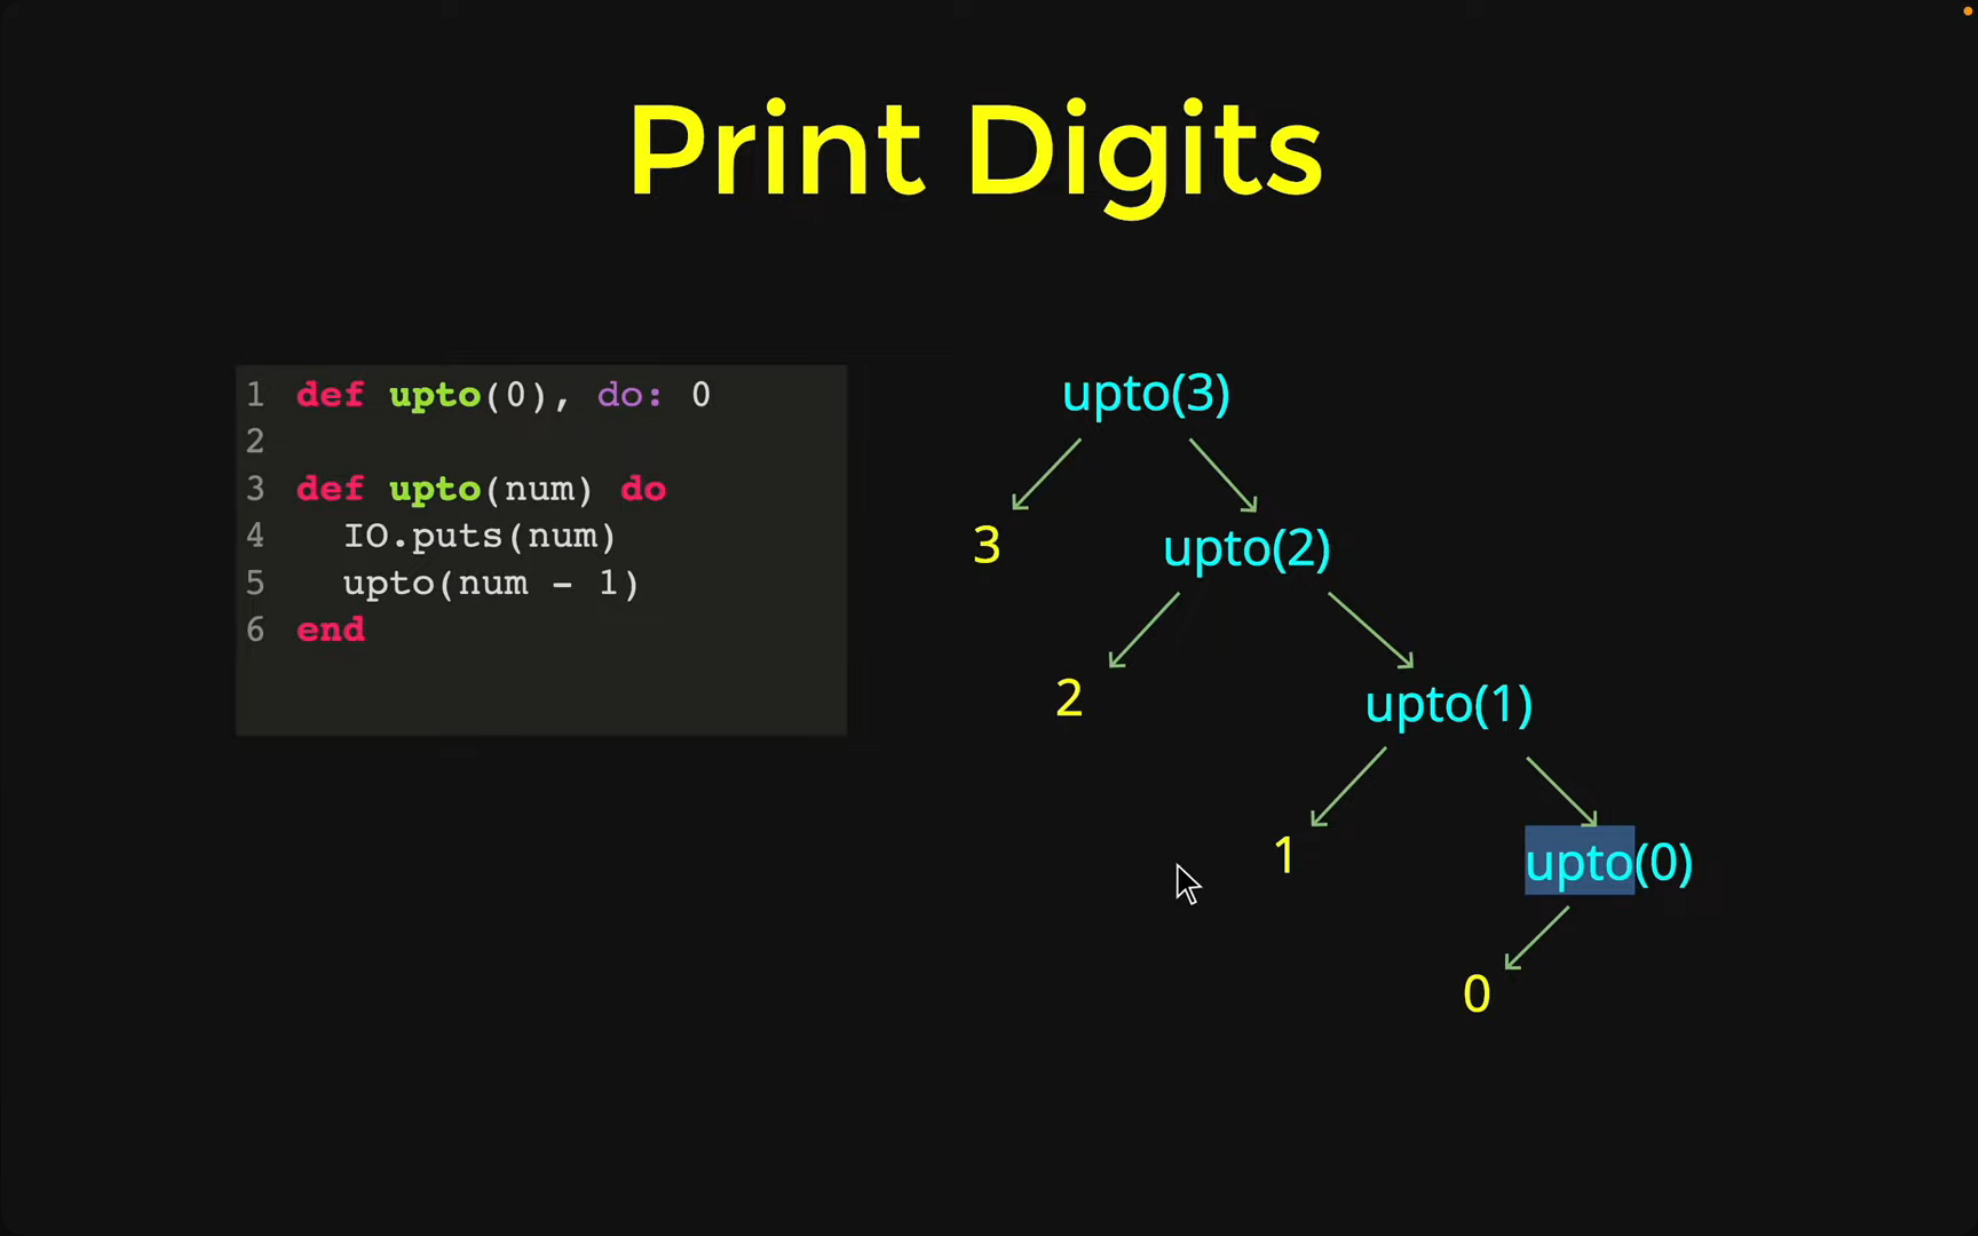 Print Digits
1 def upto(0), do: 0
2
3 def upto(num) do
4   IO.puts(num)
5   upto(num - 1)
6 end
upto(3)
3 upto(2)
2 upto(1)
1 upto(0)
0